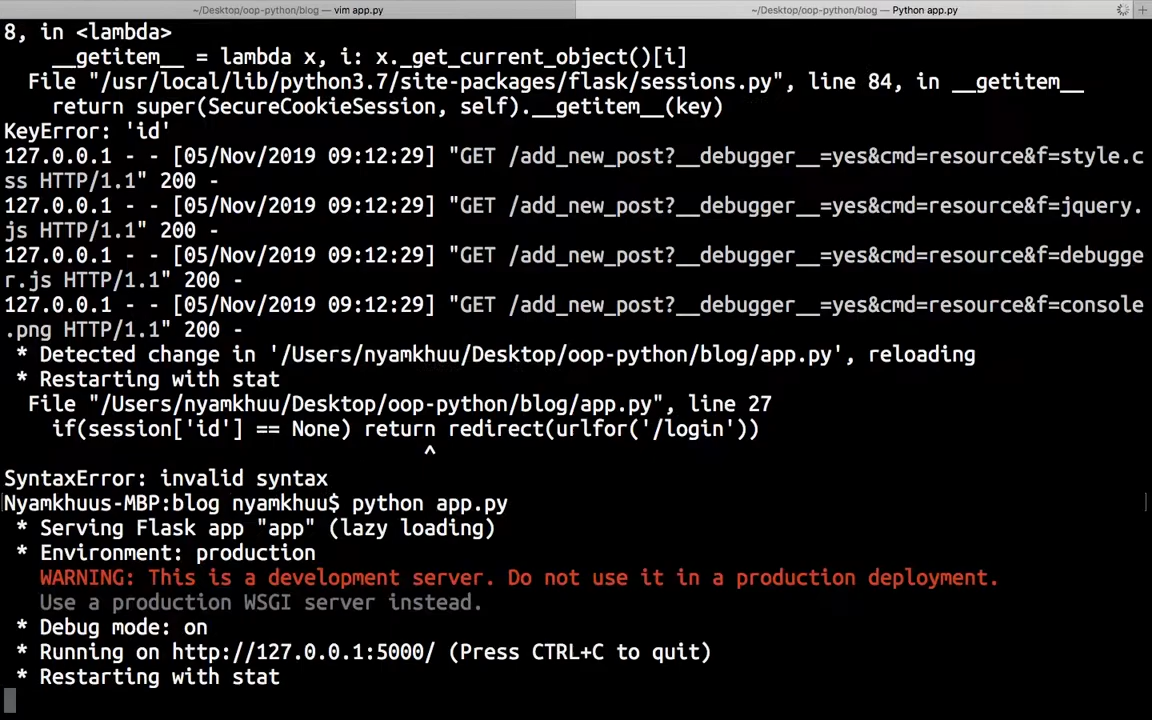 ~/Desktop/oop-python/blog — vim app.py
~/Desktop/oop-python/blog — Python app.py
8, in <lambda>
    __getitem__ = lambda x, i: x._get_current_object()[i]
  File "/usr/local/lib/python3.7/site-packages/flask/sessions.py", line 84, in __getitem__
    return super(SecureCookieSession, self).__getitem__(key)
KeyError: 'id'
127.0.0.1 - - [05/Nov/2019 09:12:29] "GET /add_new_post?__debugger__=yes&cmd=resource&f=style.c
ss HTTP/1.1" 200 -
127.0.0.1 - - [05/Nov/2019 09:12:29] "GET /add_new_post?__debugger__=yes&cmd=resource&f=jquery.
js HTTP/1.1" 200 -
127.0.0.1 - - [05/Nov/2019 09:12:29] "GET /add_new_post?__debugger__=yes&cmd=resource&f=debugge
r.js HTTP/1.1" 200 -
127.0.0.1 - - [05/Nov/2019 09:12:29] "GET /add_new_post?__debugger__=yes&cmd=resource&f=console
.png HTTP/1.1" 200 -
 * Detected change in '/Users/nyamkhuu/Desktop/oop-python/blog/app.py', reloading
 * Restarting with stat
  File "/Users/nyamkhuu/Desktop/oop-python/blog/app.py", line 27
    if(session['id'] == None) return redirect(urlfor('/login'))
                                   ^
SyntaxError: invalid syntax
Nyamkhuus-MBP:blog nyamkhuu$ python app.py
 * Serving Flask app "app" (lazy loading)
 * Environment: production
   WARNING: This is a development server. Do not use it in a production deployment.
   Use a production WSGI server instead.
 * Debug mode: on
 * Running on http://127.0.0.1:5000/ (Press CTRL+C to quit)
 * Restarting with stat